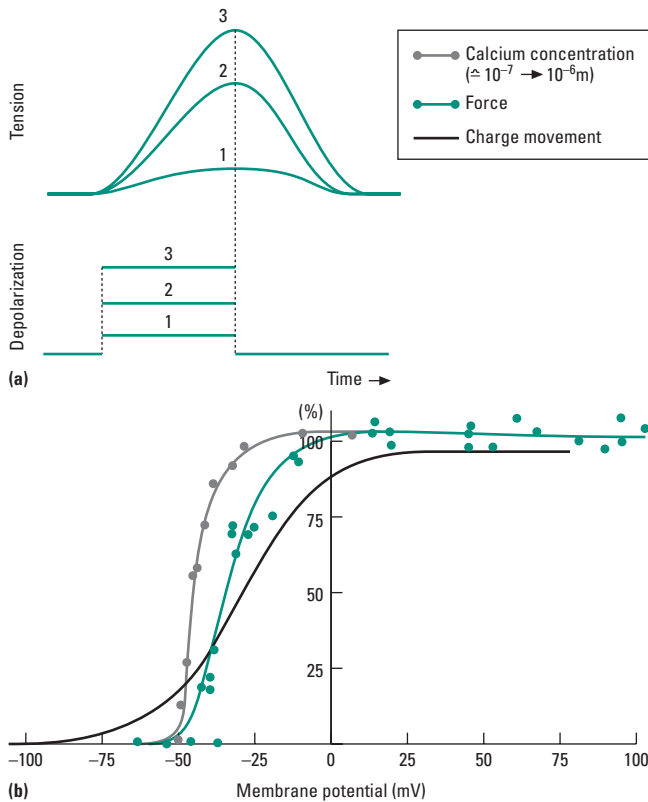 3
2
1
Tension
Calcium concentration
(≏ 10⁻⁷ → 10⁻⁶m)
Force
Charge movement
3
2
1
Depolarization
(a)
Time →
(%)
100
75
50
25
0
−100
−75
−50
−25
0
25
50
75
100
(b)
Membrane potential (mV)